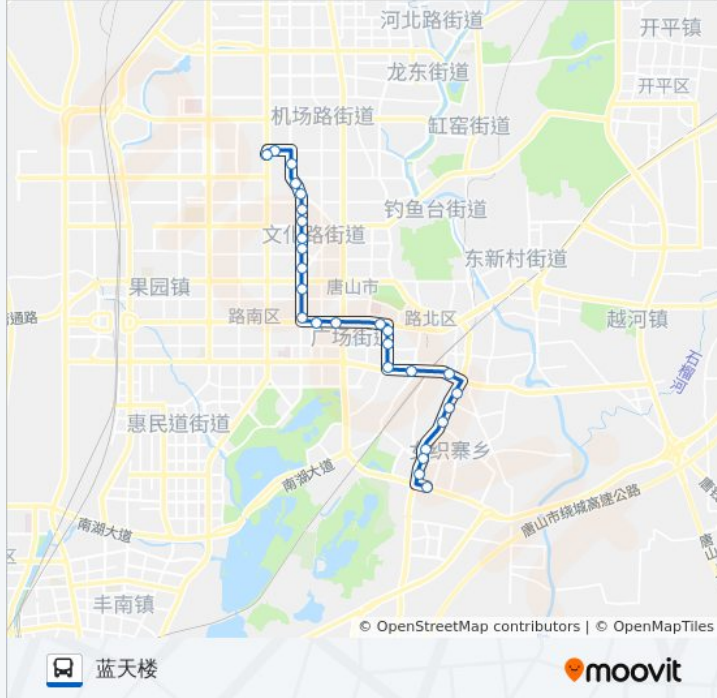 河北路街道
开平镇
龙东街道
开平区
机场路街道
缸窑街道
钓鱼台街道
文化路街道
东新村街道
果园镇
唐山市
通路
路南区
路北区
越河镇
广场街道
石榴河
惠民道街道
女织寨乡
南湖大道
唐山市绕城高速公路
南湖大道
唐
唐山
区
丰南镇
© OpenStreetMap contributors | © OpenMapTiles
蓝天楼
moovit